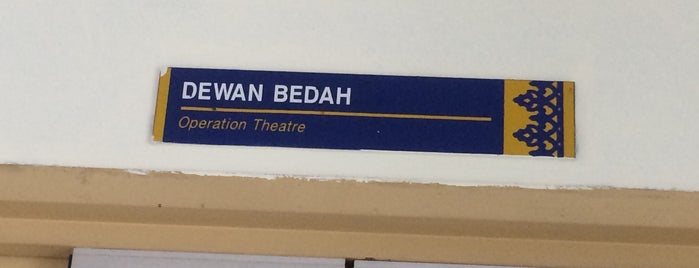 DEWAN BEDAH
Operation Theatre